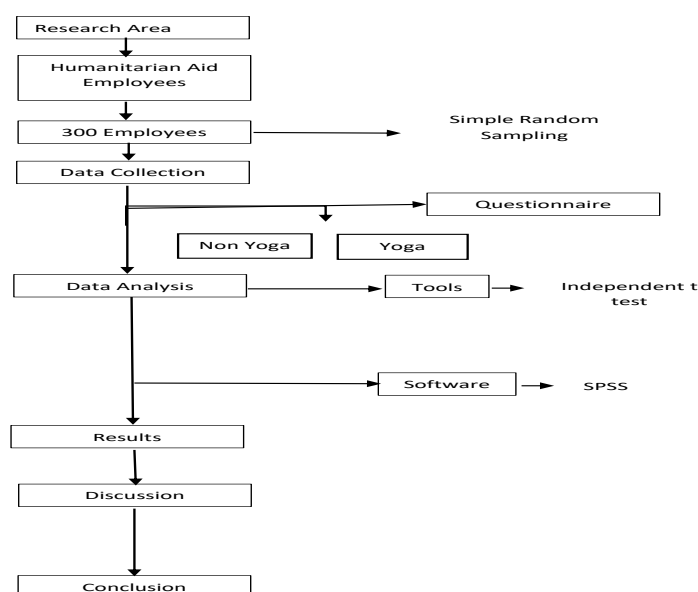 Research Area
Humanitarian Aid
Employees
300 Employees
Simple Random
Sampling
Data Collection
Questionnaire
Non Yoga
Yoga
Data Analysis
Tools
Independent t
test
Software
SPSS
Results
Discussion
Conclusion